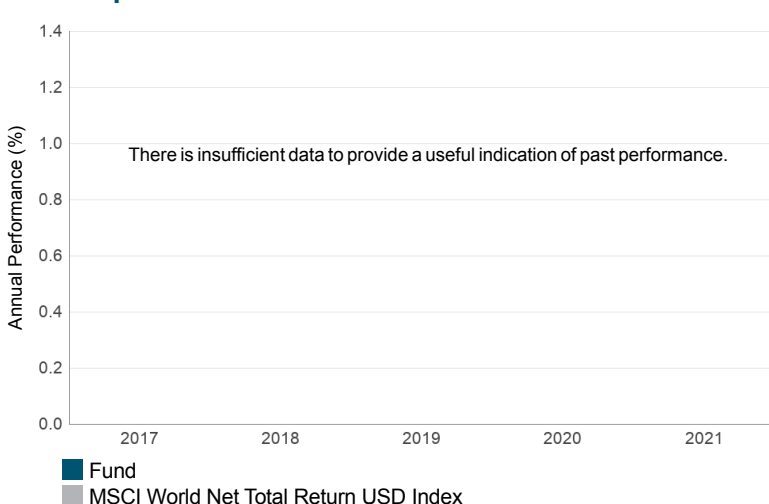 1.4
1.2
1.0
There is insufficient data to provide a useful indication of past performance.
0.8
0.6
0.4
0.2
0.0
Annual Performance (%)
2017 2018 2019 2020 2021
Fund
MSCI World Net Total Return USD Index